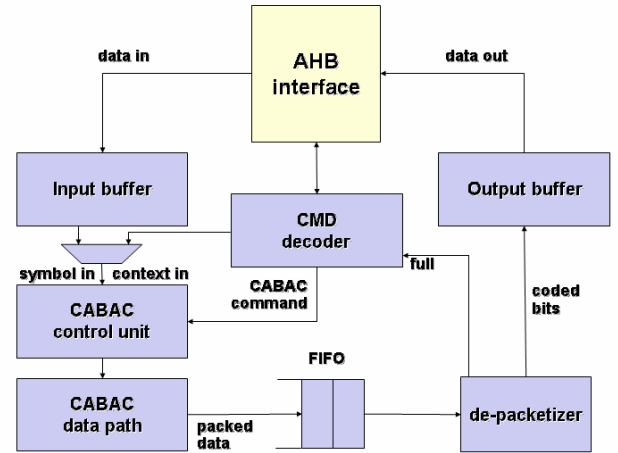 AHB
interface
data in
data out
Input buffer
Output buffer
CMD
decoder
symbol in
context in
full
CABAC
command
CABAC
control unit
coded
bits
FIFO
CABAC
data path
packed
data
de-packetizer